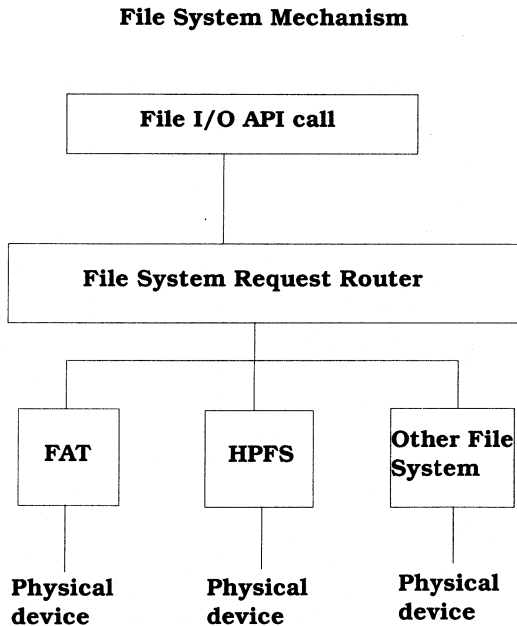 File System Mechanism
File I/O API call
File System Request Router
FAT
HPFS
Other File
System
Physical
device
Physical
device
Physical
device